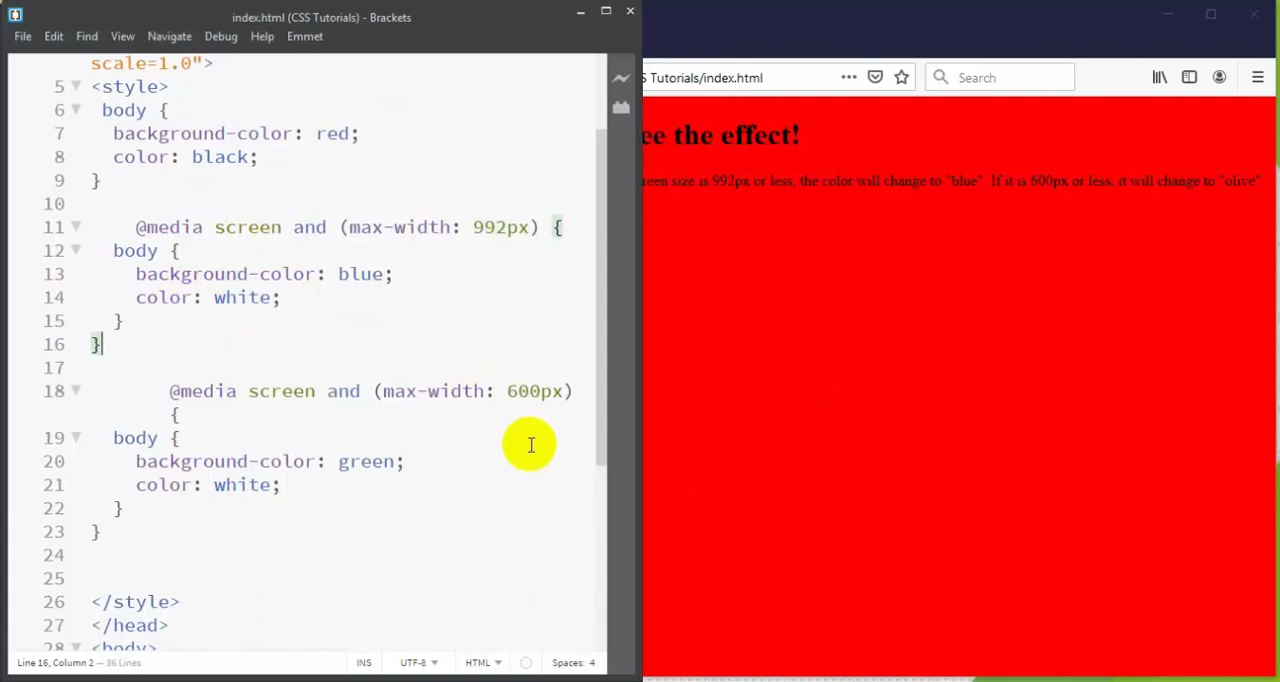 index.html (CSS Tutorials) - Brackets
File Edit Find View Navigate Debug Help Emmet
scale=1.0">
5 <style>
6 body {
7 background-color: red;
8 color: black;
9 }
10
11 @media screen and (max-width: 992px) {
12 body {
13 background-color: blue;
14 color: white;
15 }
16 }
17
18 @media screen and (max-width: 600px)
{
19 body {
20 background-color: green;
21 color: white;
22 }
23 }
24
25
26 </style>
27 </head>
28 <body>
Line 16, Column 2 — 36 Lines
INS UTF-8 HTML Spaces: 4
S Tutorials/index.html
Search
ee the effect!
reen size is 992px or less, the color will change to "blue". If it is 600px or less, it will change to "olive"